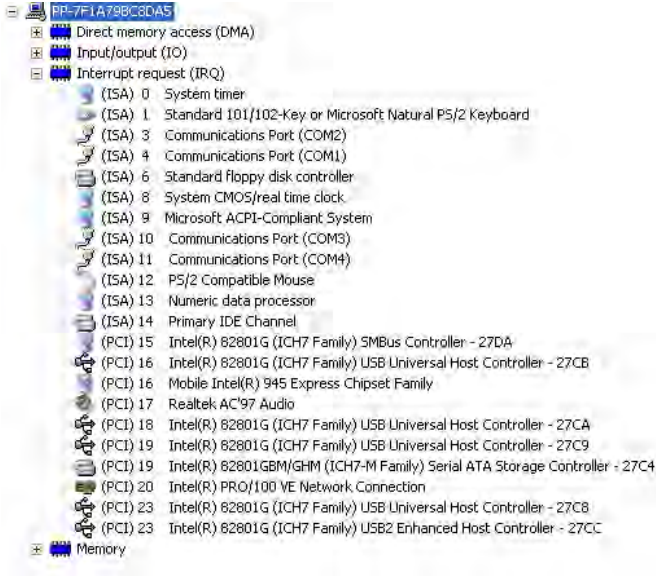 PP-7F1A79BC8DA5
Direct memory access (DMA)
Input/output (IO)
Interrupt request (IRQ)
(ISA) 0 System timer
(ISA) 1 Standard 101/102-Key or Microsoft Natural PS/2 Keyboard
(ISA) 3 Communications Port (COM2)
(ISA) 4 Communications Port (COM1)
(ISA) 6 Standard floppy disk controller
(ISA) 8 System CMOS/real time clock
(ISA) 9 Microsoft ACPI-Compliant System
(ISA) 10 Communications Port (COM3)
(ISA) 11 Communications Port (COM4)
(ISA) 12 PS/2 Compatible Mouse
(ISA) 13 Numeric data processor
(ISA) 14 Primary IDE Channel
(PCI) 15 Intel(R) 82801G (ICH7 Family) SMBus Controller - 27DA
(PCI) 16 Intel(R) 82801G (ICH7 Family) USB Universal Host Controller - 27CB
(PCI) 16 Mobile Intel(R) 945 Express Chipset Family
(PCI) 17 Realtek AC'97 Audio
(PCI) 18 Intel(R) 82801G (ICH7 Family) USB Universal Host Controller - 27CA
(PCI) 19 Intel(R) 82801G (ICH7 Family) USB Universal Host Controller - 27C9
(PCI) 19 Intel(R) 82801GBM/GHM (ICH7-M Family) Serial ATA Storage Controller - 27C4
(PCI) 20 Intel(R) PRO/100 VE Network Connection
(PCI) 23 Intel(R) 82801G (ICH7 Family) USB Universal Host Controller - 27C8
(PCI) 23 Intel(R) 82801G (ICH7 Family) USB2 Enhanced Host Controller - 27CC
Memory